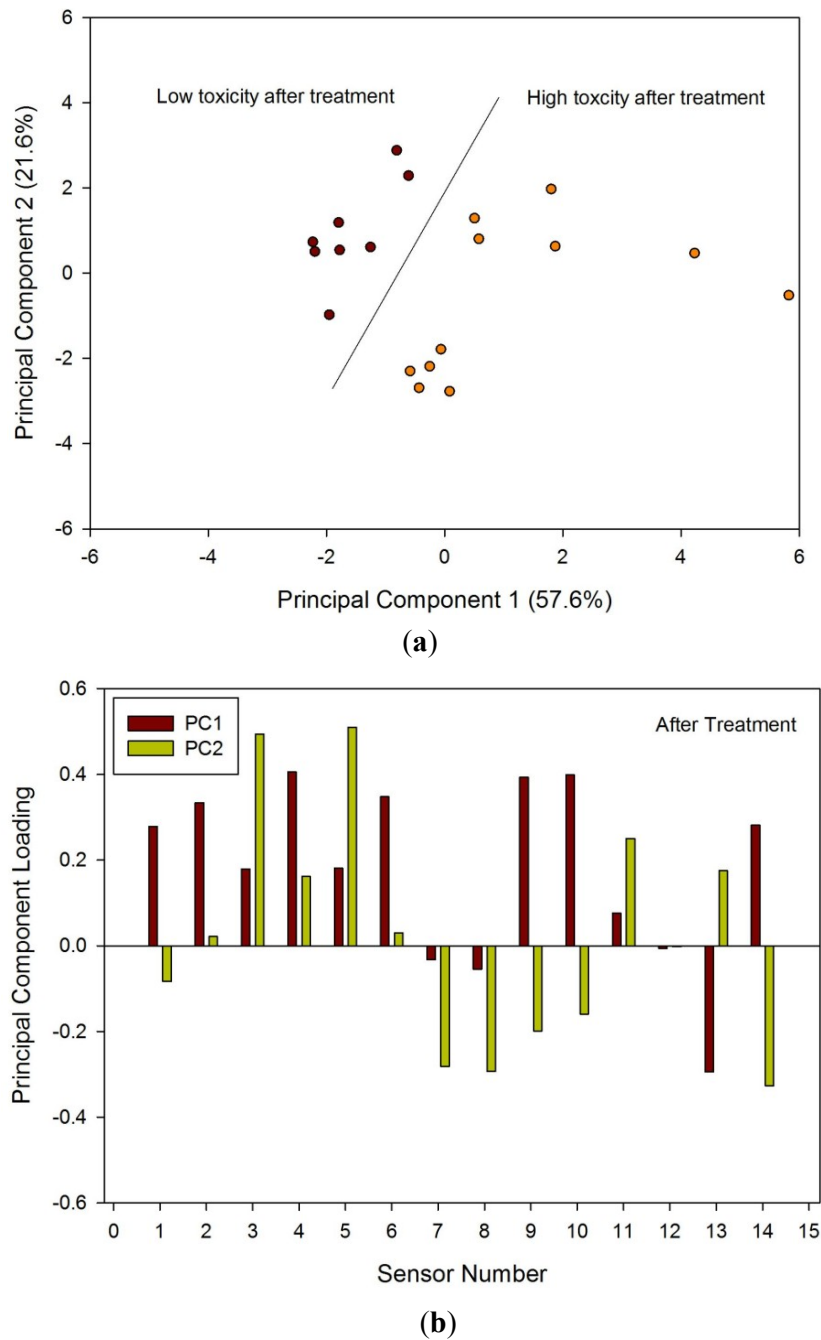 6
4
2
0
-2
-4
-6
Principal Component 2 (21.6%)
Low toxicity after treatment
High toxcity after treatment
-6 -4 -2 0 2 4 6
Principal Component 1 (57.6%)
(a)
0.6
0.4
0.2
0.0
-0.2
-0.4
-0.6
Principal Component Loading
PC1
PC2
After Treatment
0 1 2 3 4 5 6 7 8 9 10 11 12 13 14 15
Sensor Number
(b)